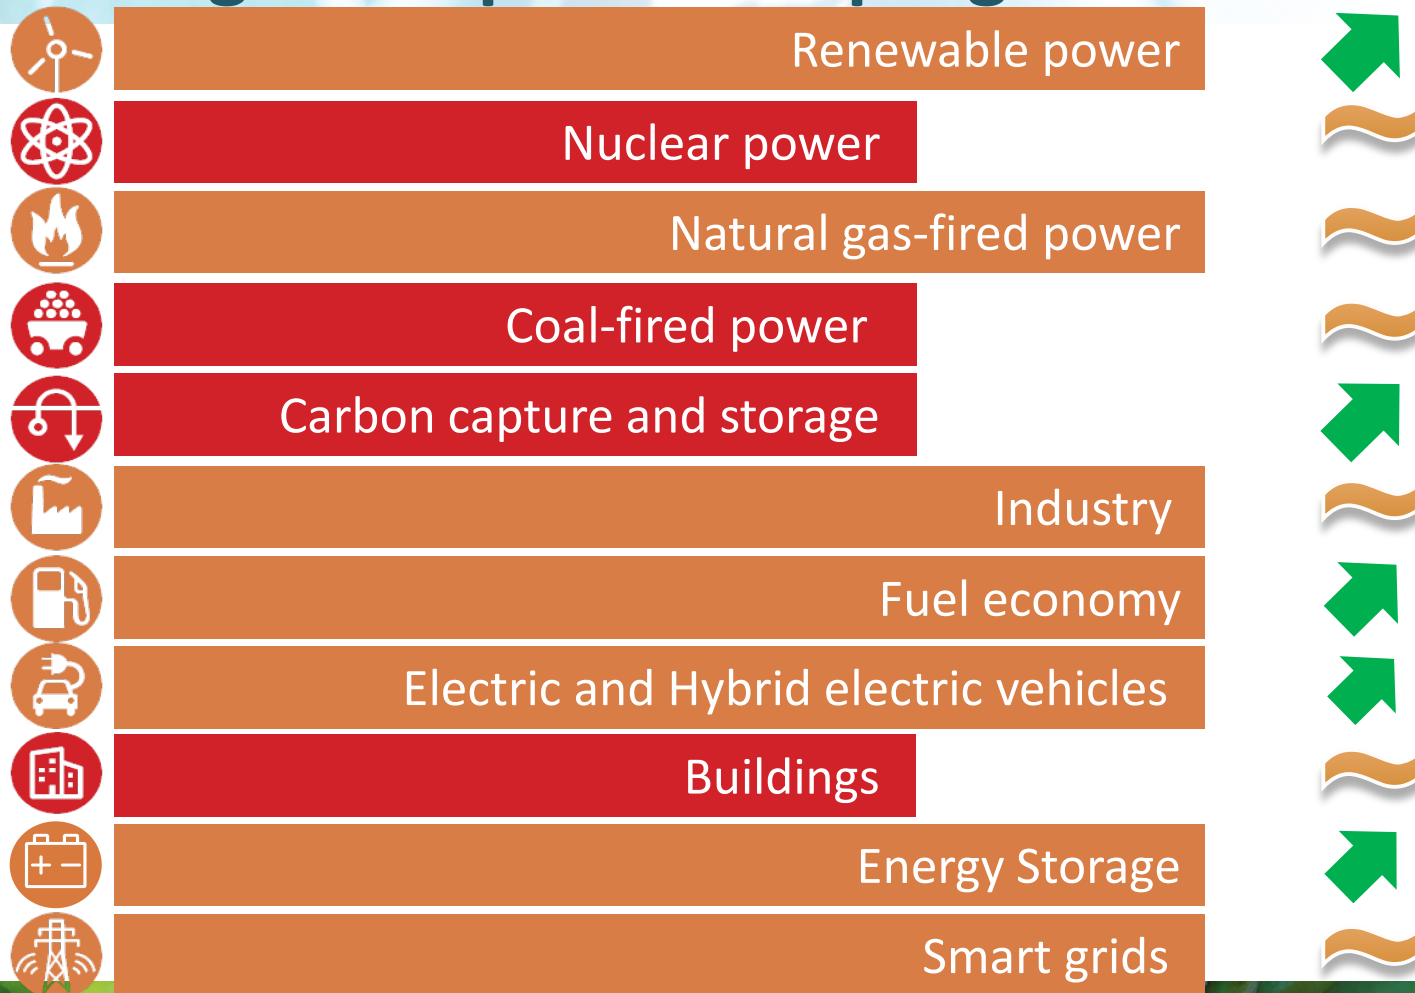 Renewable power
Nuclear power
Natural gas-fired power
Coal-fired power
Carbon capture and storage
Industry
Fuel economy
Electric and Hybrid electric vehicles
Buildings
Energy Storage
Smart grids